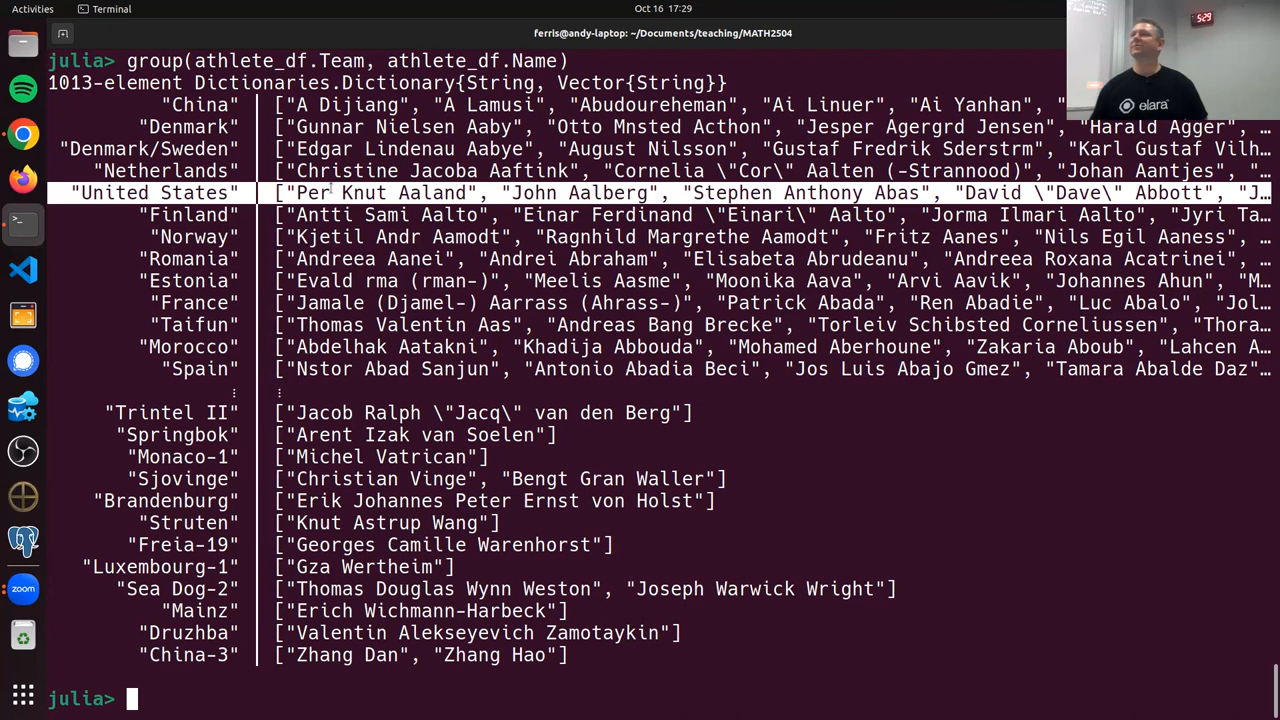 Activities
Terminal
Oct 16 17:29
ferris@andy-laptop: ~/Documents/teaching/MATH2504
5:29
elara
julia> group(athlete_df.Team, athlete_df.Name)
1013-element Dictionaries.Dictionary{String, Vector{String}}
"China" │ ["A Dijiang", "A Lamusi", "Abudoureheman", "Ai Linuer", "Ai Yanhan",
"Denmark" │ ["Gunnar Nielsen Aaby", "Otto Mnsted Acthon", "Jesper Agergrd Jensen", "Harald Agger", …
"Denmark/Sweden" │ ["Edgar Lindenau Aabye", "August Nilsson", "Gustaf Fredrik Sderstrm", "Karl Gustaf Vilh…
"Netherlands" │ ["Christine Jacoba Aaftink", "Cornelia \"Cor\" Aalten (-Strannood)", "Johan Aantjes", "…
"United States" │ ["Per Knut Aaland", "John Aalberg", "Stephen Anthony Abas", "David \"Dave\" Abbott", "J…
"Finland" │ ["Antti Sami Aalto", "Einar Ferdinand \"Einari\" Aalto", "Jorma Ilmari Aalto", "Jyri Ta…
"Norway" │ ["Kjetil Andr Aamodt", "Ragnhild Margrethe Aamodt", "Fritz Aanes", "Nils Egil Aaness", …
"Romania" │ ["Andreea Aanei", "Andrei Abraham", "Elisabeta Abrudeanu", "Andreea Roxana Acatrinei", …
"Estonia" │ ["Evald rma (rman-)", "Meelis Aasme", "Moonika Aava", "Arvi Aavik", "Johannes Ahun", "M…
"France" │ ["Jamale (Djamel-) Aarrass (Ahrass-)", "Patrick Abada", "Ren Abadie", "Luc Abalo", "Jol…
"Taifun" │ ["Thomas Valentin Aas", "Andreas Bang Brecke", "Torleiv Schibsted Corneliussen", "Thora…
"Morocco" │ ["Abdelhak Aatakni", "Khadija Abbouda", "Mohamed Aberhoune", "Zakaria Aboub", "Lahcen A…
"Spain" │ ["Nstor Abad Sanjun", "Antonio Abadia Beci", "Jos Luis Abajo Gmez", "Tamara Abalde Daz"…
⋮ │ ⋮
"Trintel II" │ ["Jacob Ralph \"Jacq\" van den Berg"]
"Springbok" │ ["Arent Izak van Soelen"]
"Monaco-1" │ ["Michel Vatrican"]
"Sjovinge" │ ["Christian Vinge", "Bengt Gran Waller"]
"Brandenburg" │ ["Erik Johannes Peter Ernst von Holst"]
"Struten" │ ["Knut Astrup Wang"]
"Freia-19" │ ["Georges Camille Warenhorst"]
"Luxembourg-1" │ ["Gza Wertheim"]
"Sea Dog-2" │ ["Thomas Douglas Wynn Weston", "Joseph Warwick Wright"]
"Mainz" │ ["Erich Wichmann-Harbeck"]
"Druzhba" │ ["Valentin Alekseyevich Zamotaykin"]
"China-3" │ ["Zhang Dan", "Zhang Hao"]
julia>
zoom